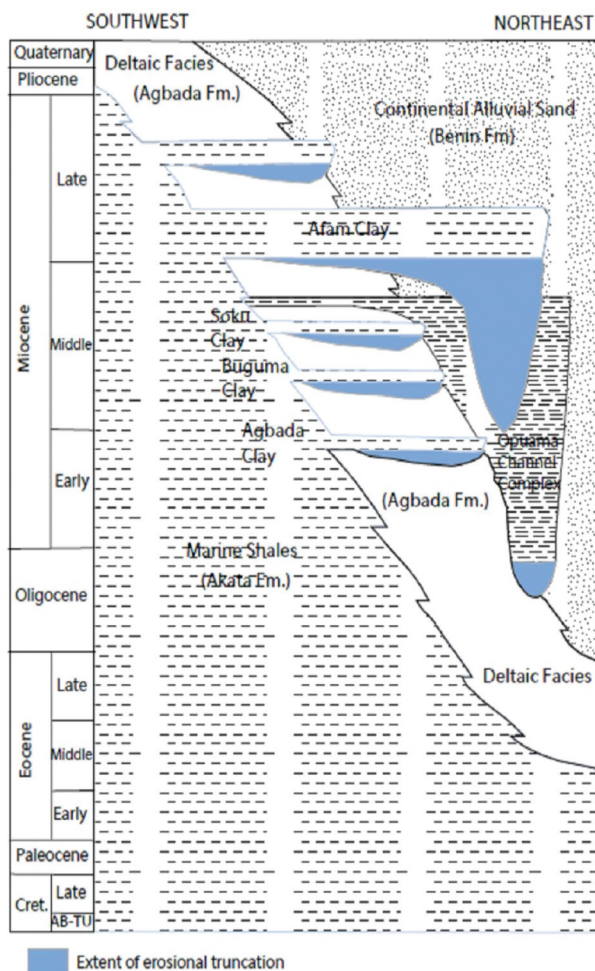 SOUTHWEST
NORTHEAST
Quaternary
Pliocene
Miocene
Late
Middle
Early
Oligocene
Eocene
Late
Middle
Early
Paleocene
Cret.
Late
AB-TU
Deltaic Facies
(Agbada Fm.)
Continental Alluvial Sand
(Benin Fm)
Afam Clay
Soku
Clay
Buguma
Clay
Agbada
Clay
Opuama
Channel
Complex
(Agbada Fm.)
Marine Shales
(Akata Fm.)
Deltaic Facies
Extent of erosional truncation